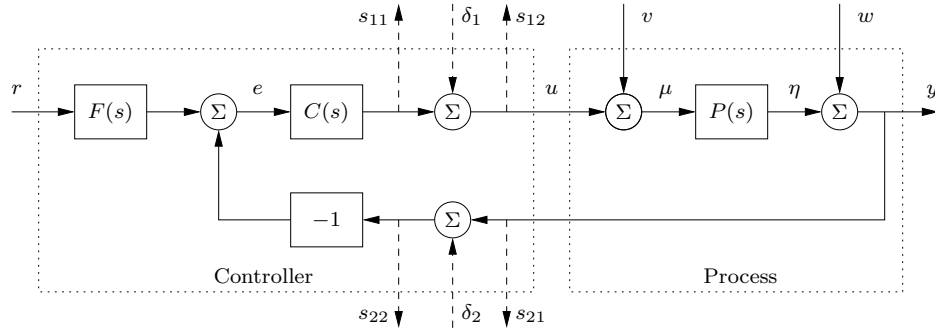 s₁₁ δ₁ s₁₂ v w
r F(s) Σ e C(s) Σ u Σ μ P(s) η Σ y
−1 Σ
Controller Process
s₂₂ δ₂ s₂₁